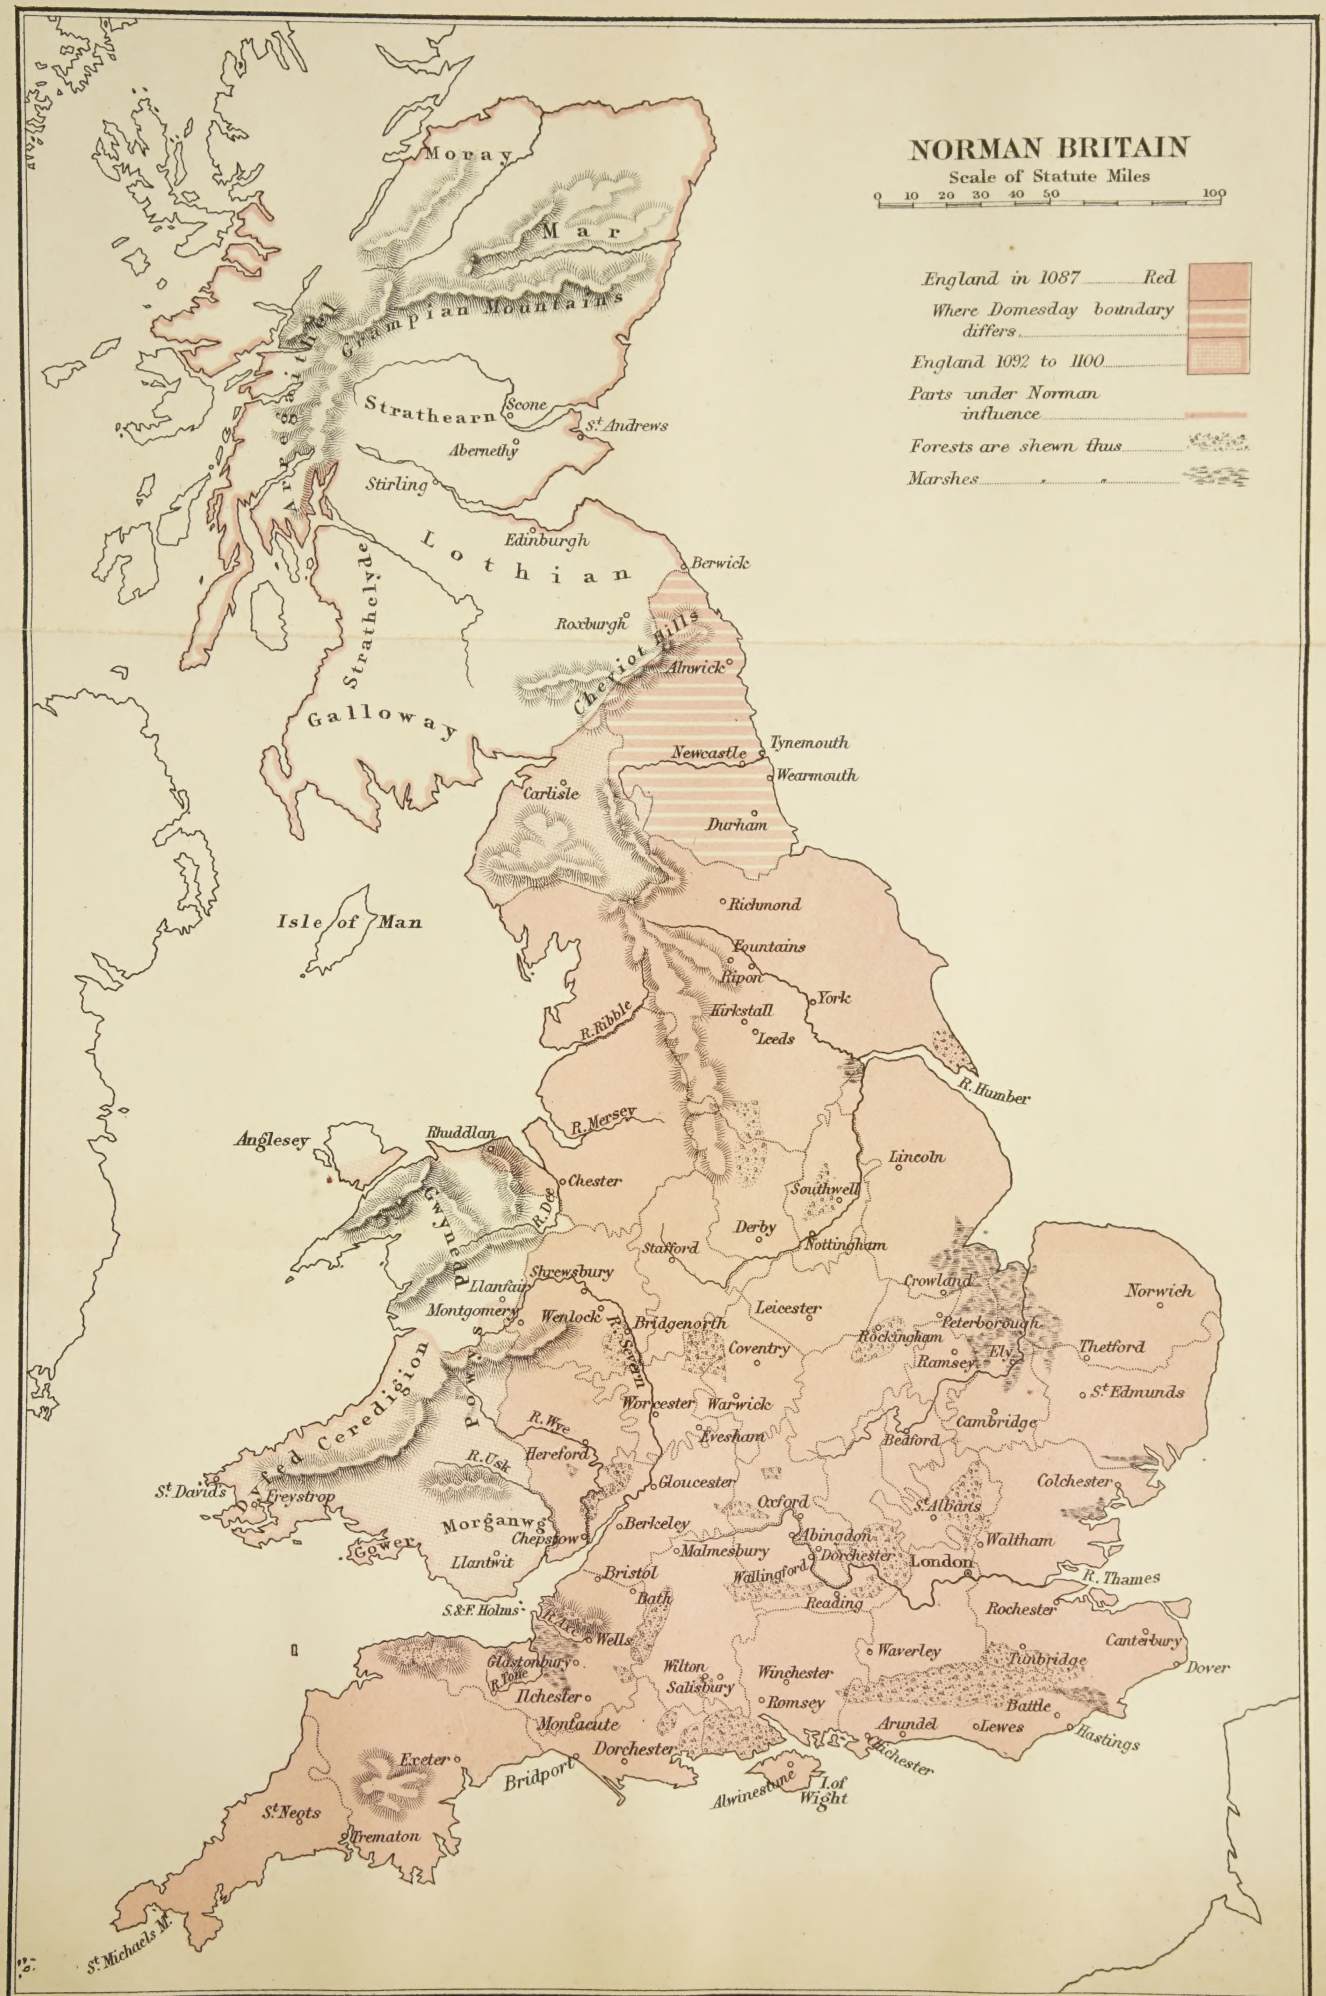 NORMAN BRITAIN
Scale of Statute Miles
0 10 20 30 40 50 100
England in 1087 Red
Where Domesday boundary
differs
England 1092 to 1100
Parts under Norman
influence
Forests are shewn thus
Marshes " "
Moray
Mar
Grampian Mountains
Argeithel
Strathearn
Scone
St. Andrews
Abernethy
Stirling
Edinburgh
Lothian
Berwick
Strathclyde
Roxburgh
Cheviot Hills
Alnwick
Galloway
Newcastle
Tynemouth
Wearmouth
Carlisle
Durham
Isle of Man
Richmond
Fountains
Ripon
York
Kirkstall
Leeds
R. Ribble
R. Humber
R. Mersey
Anglesey
Rhuddlan
Chester
Lincoln
Southwell
R. Dee
Gwynedd
Derby
Nottingham
Stafford
Shrewsbury
Llanfair
Montgomery
Wenlock
Bridgenorth
R. Severn
Leicester
Crowland
Norwich
Peterborough
Rockingham
Coventry
Ramsey
Ely
Thetford
St. Edmunds
Powys
Dyfed Ceredigion
Worcester
Warwick
Cambridge
R. Wye
Evesham
Bedford
Hereford
R. Usk
St. Davids
Freystrop
Gloucester
Colchester
Oxford
St. Albans
Morganwg
Chepstow
Berkeley
Abingdon
Waltham
Gower
Llantwit
Malmesbury
Dorchester
London
Wallingford
R. Thames
Bristol
Bath
Reading
Rochester
S. & F. Holms
R. Axe
Wells
Canterbury
Waverley
Tunbridge
Dover
Glastonbury
R. Tone
Wilton
Salisbury
Winchester
Ilchester
Romsey
Battle
Montacute
Arundel
Lewes
Hastings
Chichester
Exeter
Dorchester
Bridport
Alwinestune
I. of
Wight
St. Neots
Trematon
St. Michaels Mt.